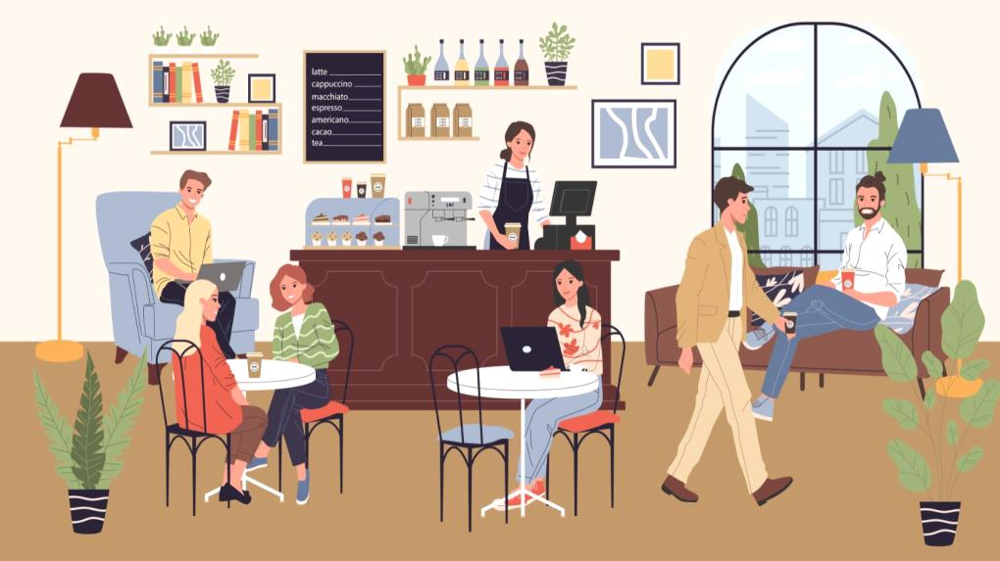 latte
cappuccino
macchiato
espresso
americano
cacao
tea